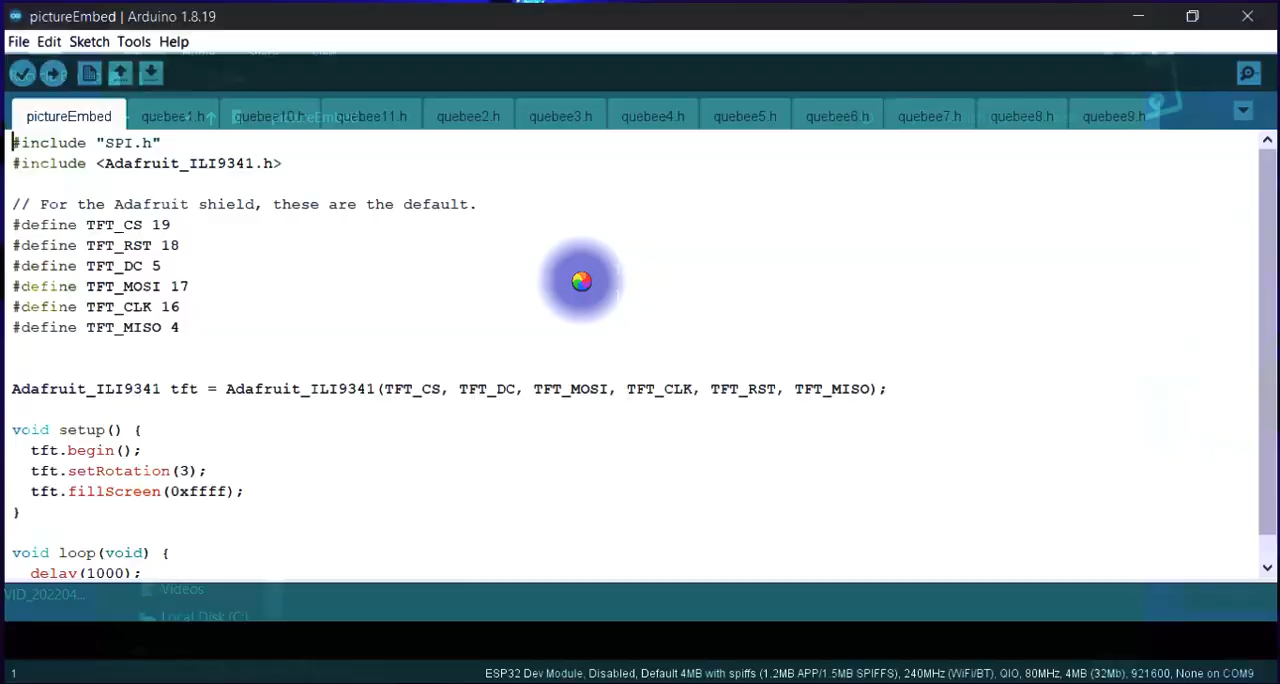 pictureEmbed | Arduino 1.8.19
File Edit Sketch Tools Help
pictureEmbed quebee1.h quebee10.h quebee11.h quebee2.h quebee3.h quebee4.h quebee5.h quebee6.h quebee7.h quebee8.h quebee9.h
#include "SPI.h"
#include <Adafruit_ILI9341.h>
// For the Adafruit shield, these are the default.
#define TFT_CS 19
#define TFT_RST 18
#define TFT_DC 5
#define TFT_MOSI 17
#define TFT_CLK 16
#define TFT_MISO 4
Adafruit_ILI9341 tft = Adafruit_ILI9341(TFT_CS, TFT_DC, TFT_MOSI, TFT_CLK, TFT_RST, TFT_MISO);
void setup() {
tft.begin();
tft.setRotation(3);
tft.fillScreen(0xffff);
}
void loop(void) {
delay(1000);
VID_202204... Videos
Local Disk (C:)
1 ESP32 Dev Module, Disabled, Default 4MB with spiffs (1.2MB APP/1.5MB SPIFFS), 240MHz (WiFi/BT), QIO, 80MHz, 4MB (32Mb), 921600, None on COM9